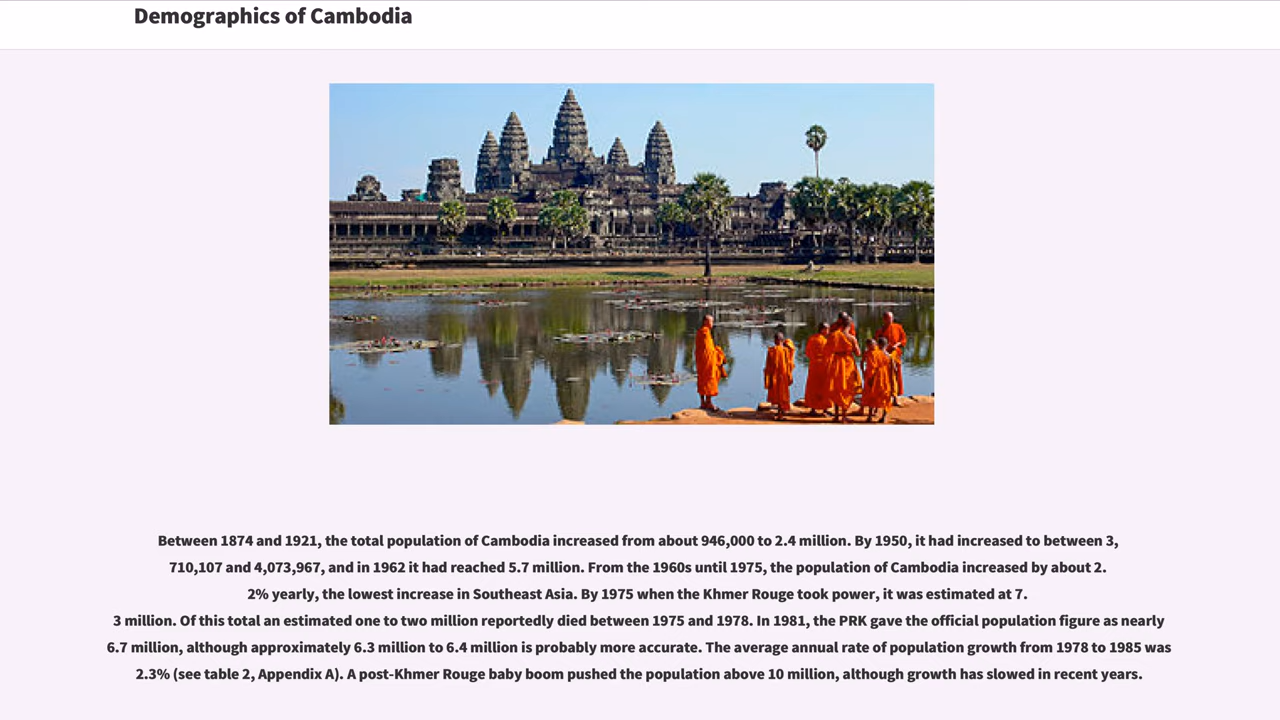 Demographics of Cambodia
Between 1874 and 1921, the total population of Cambodia increased from about 946,000 to 2.4 million. By 1950, it had increased to between 3,
710,107 and 4,073,967, and in 1962 it had reached 5.7 million. From the 1960s until 1975, the population of Cambodia increased by about 2.
2% yearly, the lowest increase in Southeast Asia. By 1975 when the Khmer Rouge took power, it was estimated at 7.
3 million. Of this total an estimated one to two million reportedly died between 1975 and 1978. In 1981, the PRK gave the official population figure as nearly
6.7 million, although approximately 6.3 million to 6.4 million is probably more accurate. The average annual rate of population growth from 1978 to 1985 was
2.3% (see table 2, Appendix A). A post-Khmer Rouge baby boom pushed the population above 10 million, although growth has slowed in recent years.